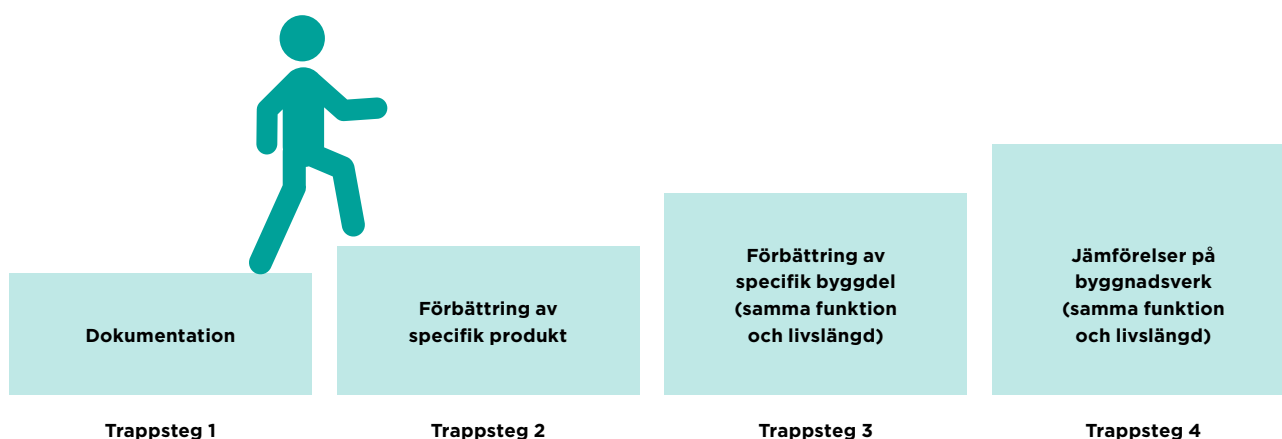 Dokumentation
Förbättring av
specifik produkt
Förbättring av
specifik byggdel
(samma funktion
och livslängd)
Jämförelser på
byggnadsverk
(samma funktion
och livslängd)
Trappsteg 1
Trappsteg 2
Trappsteg 3
Trappsteg 4